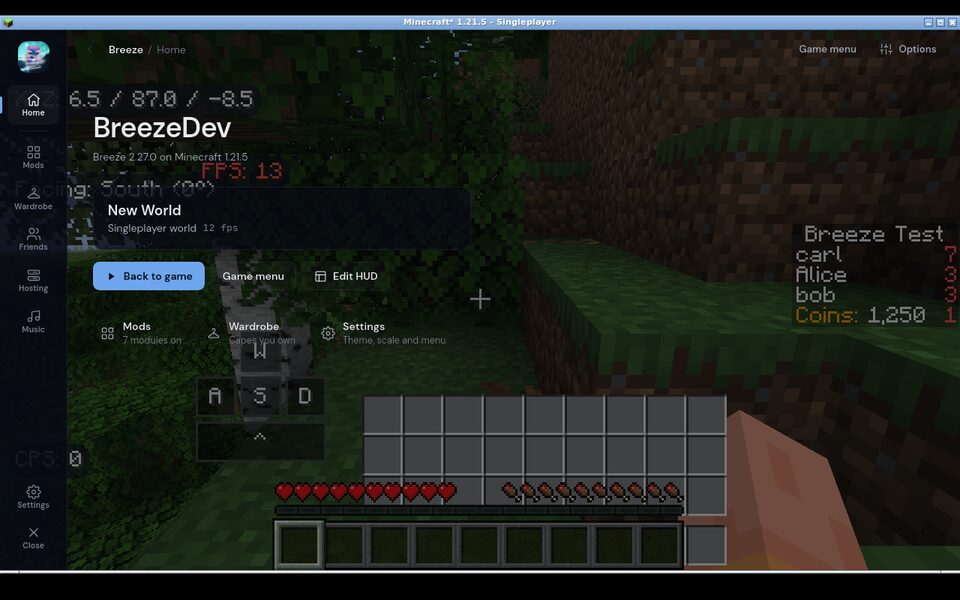 Minecraft* 1.21.5 - Singleplayer
Breeze / Home
Game menu
Options
Home
6.5 / 87.0 / -8.5
BreezeDev
Breeze 2.27.0 on Minecraft 1.21.5
Mods
FPS: 13
Facing: South (0°)
Wardrobe
New World
Singleplayer world 12 fps
Friends
Breeze Test
carl 7
Alice 3
bob 3
Coins: 1,250 1
Back to game
Game menu
Edit HUD
Hosting
Music
Mods
7 modules on
Wardrobe
Capes you own
Settings
Theme, scale and menu
W
A S D
^
CPS: 0
Settings
Close